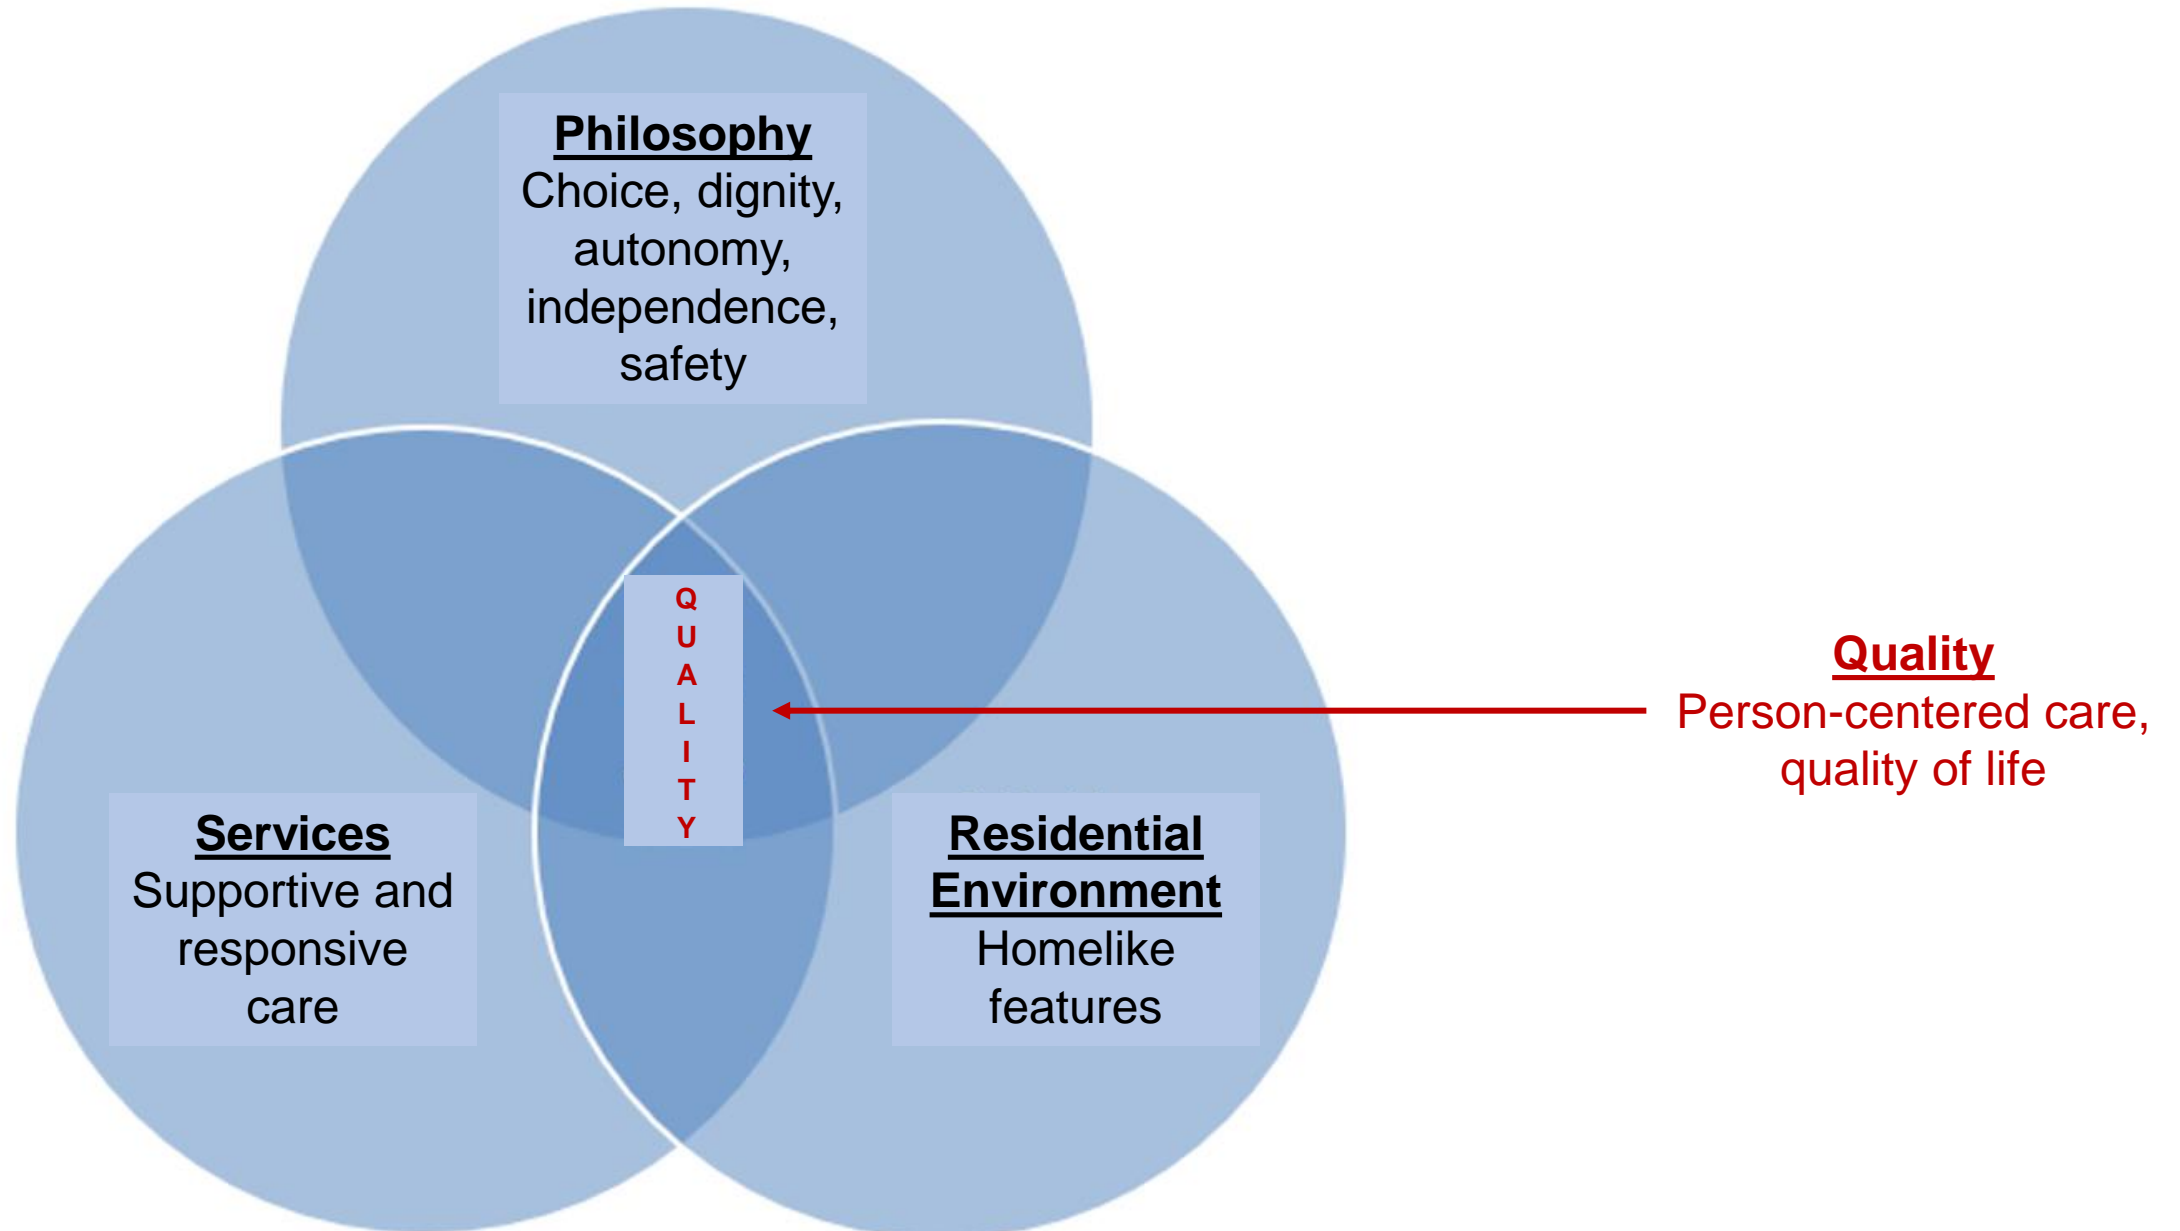 Philosophy
Choice, dignity,
autonomy,
independence,
safety
Q
U
A
L
I
T
Y
Quality
Person-centered care,
quality of life
Services
Supportive and
responsive
care
Residential
Environment
Homelike
features